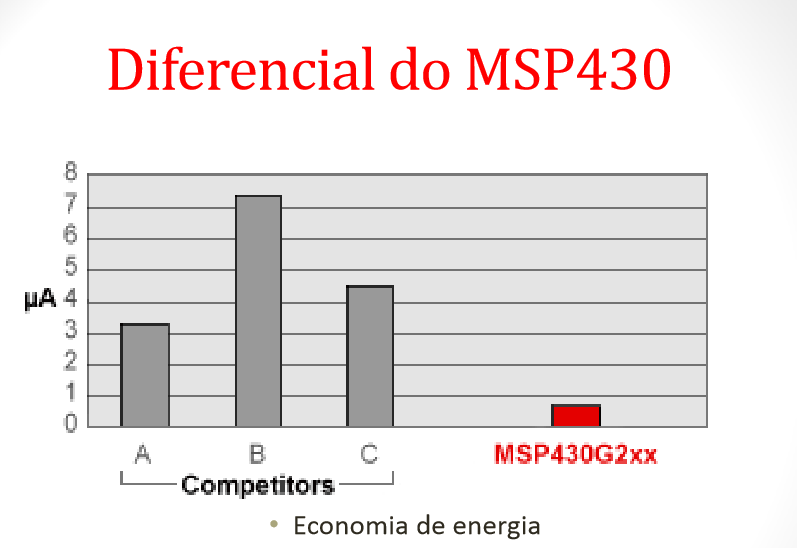 Diferencial do MSP430
8
7
6
5
µA 4
3
2
1
0
A B C MSP430G2xx
Competitors
• Economia de energia